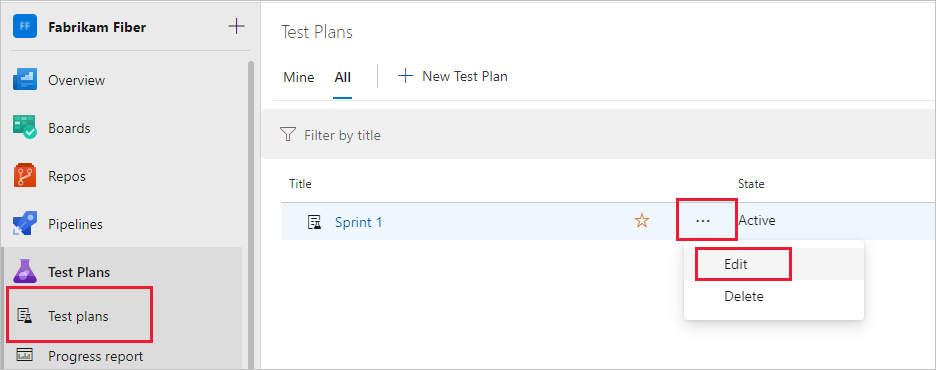 FF Fabrikam Fiber
Overview
Boards
Repos
Pipelines
Test Plans
Test plans
Progress report
Test Plans
Mine All New Test Plan
Filter by title
Title State
Sprint 1 ... Active
Edit
Delete